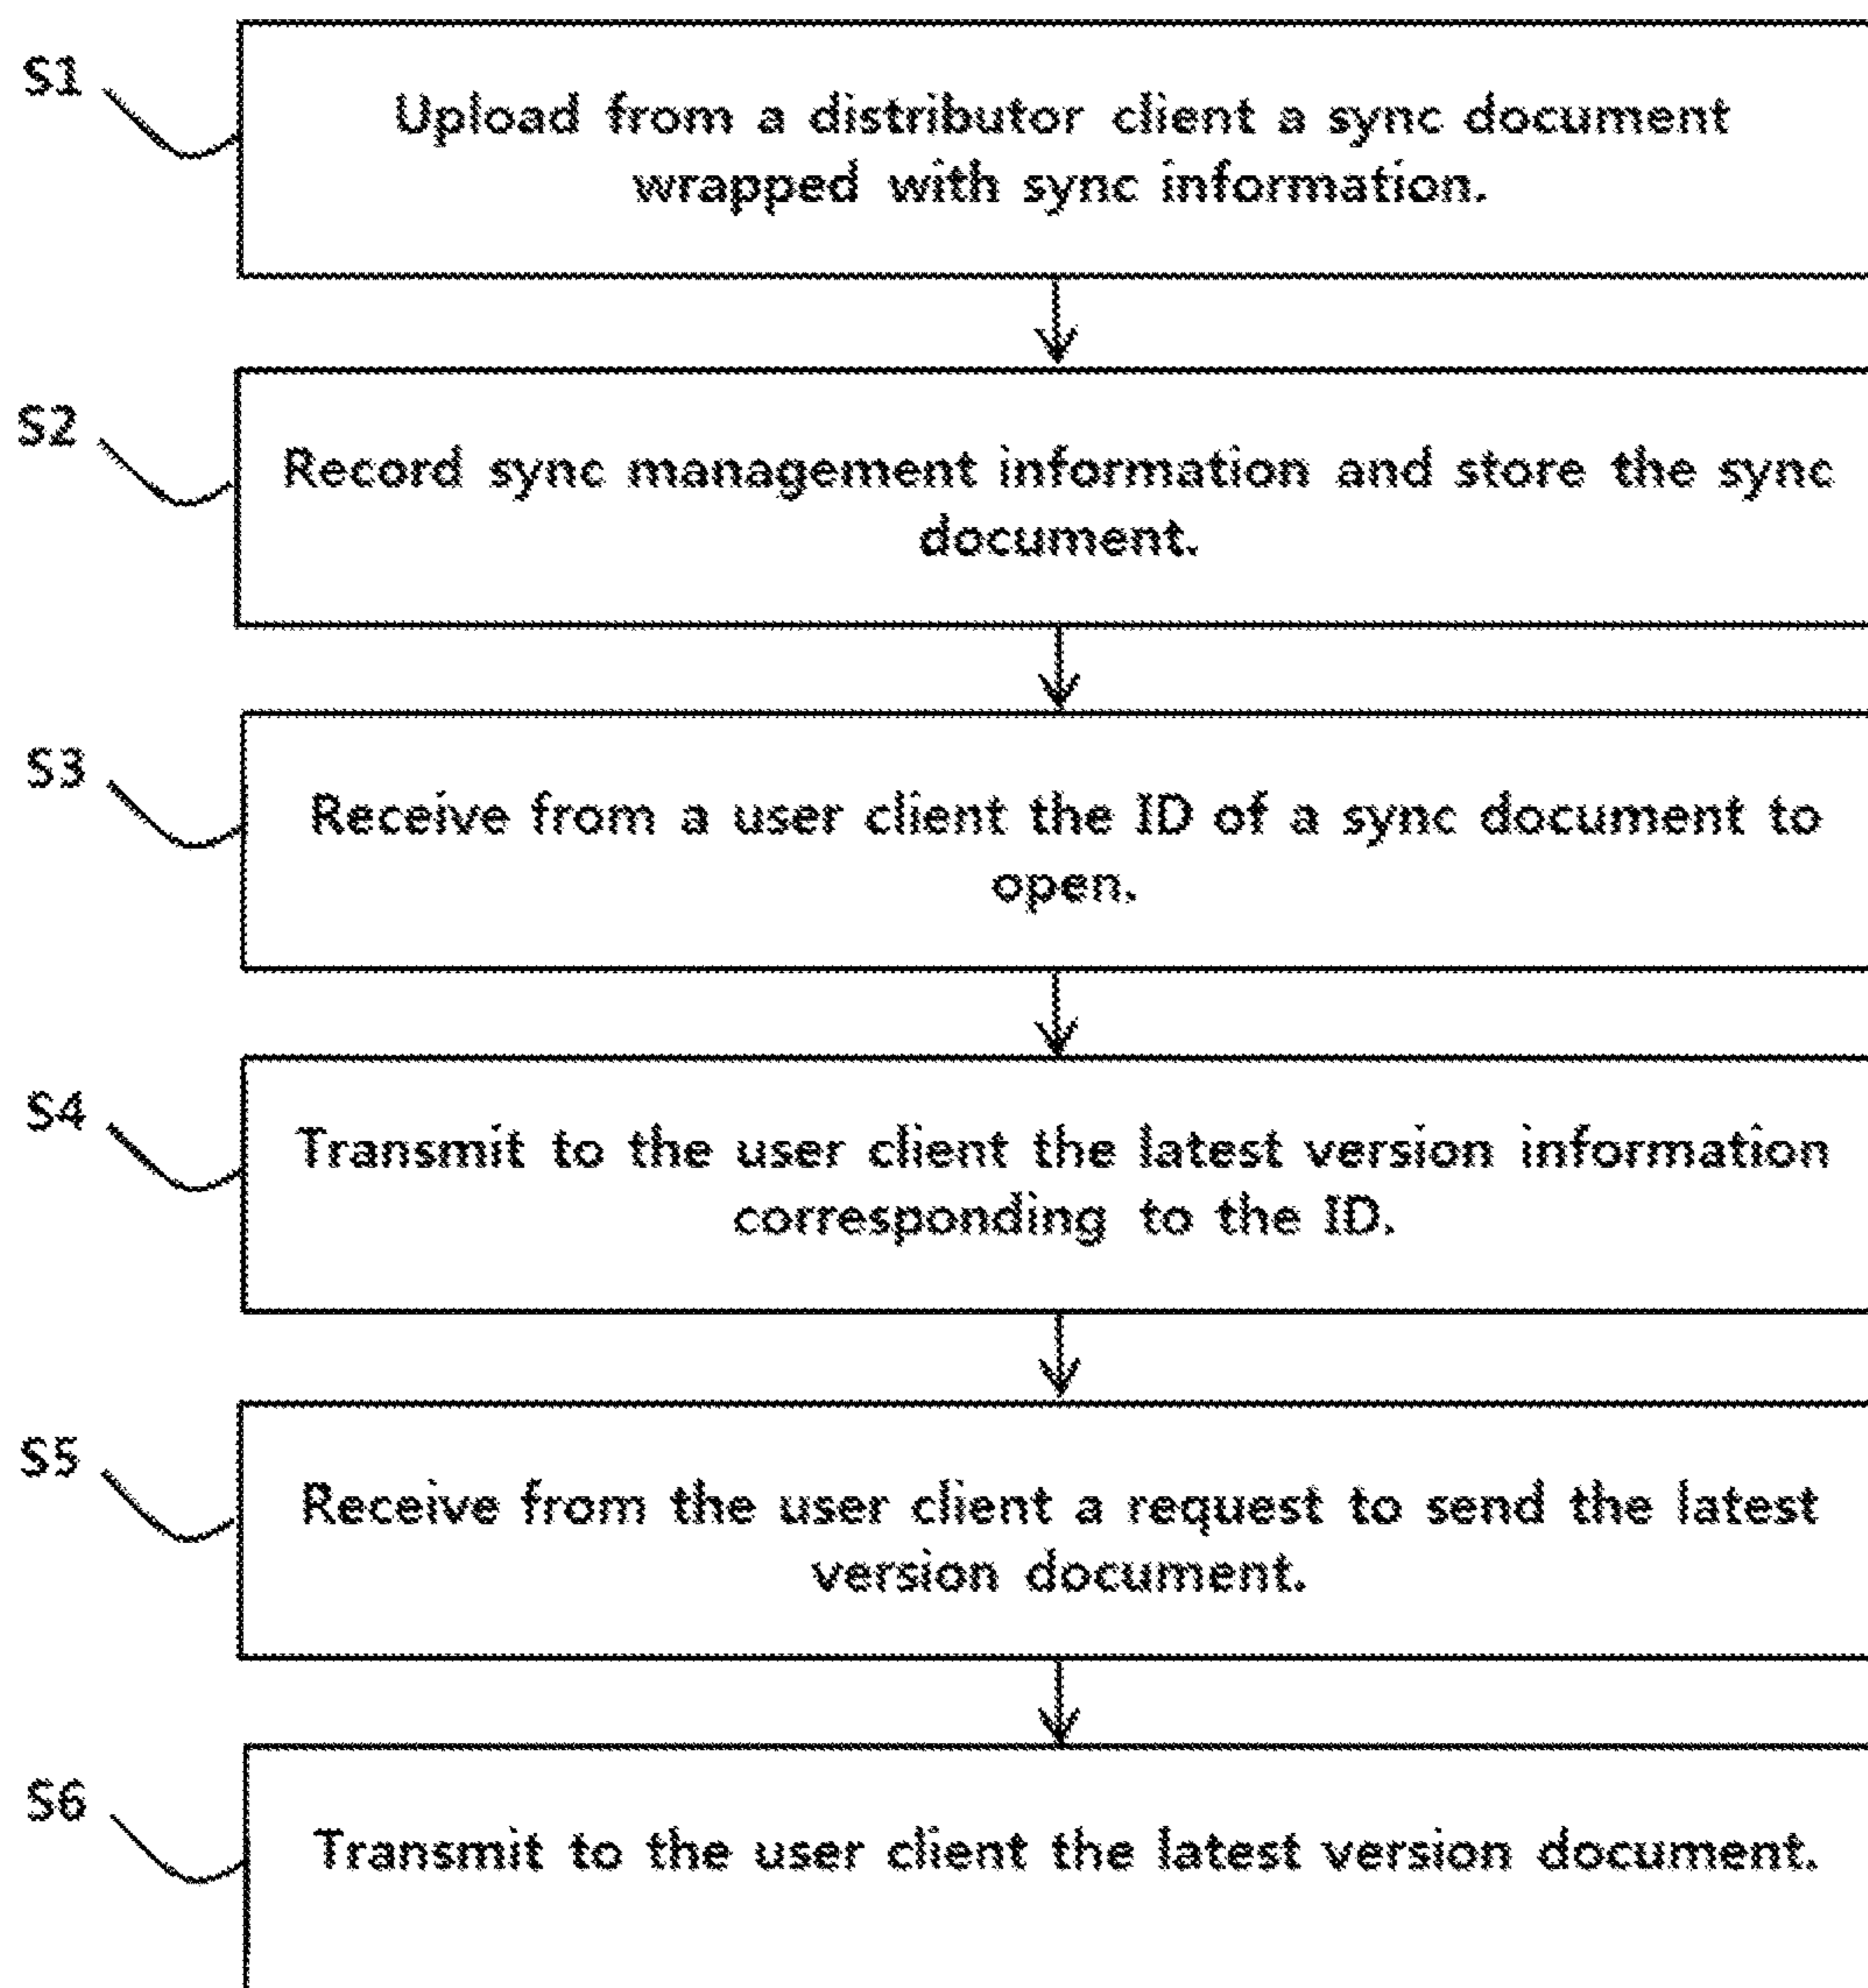 S1
Upload from a distributor client a sync document
wrapped with sync information.
S2
Record sync management information and store the sync
document.
S3
Receive from a user client the ID of a sync document to
open.
S4
Transmit to the user client the latest version information
corresponding to the ID.
S5
Receive from the user client a request to send the latest
version document.
S6
Transmit to the user client the latest version document.